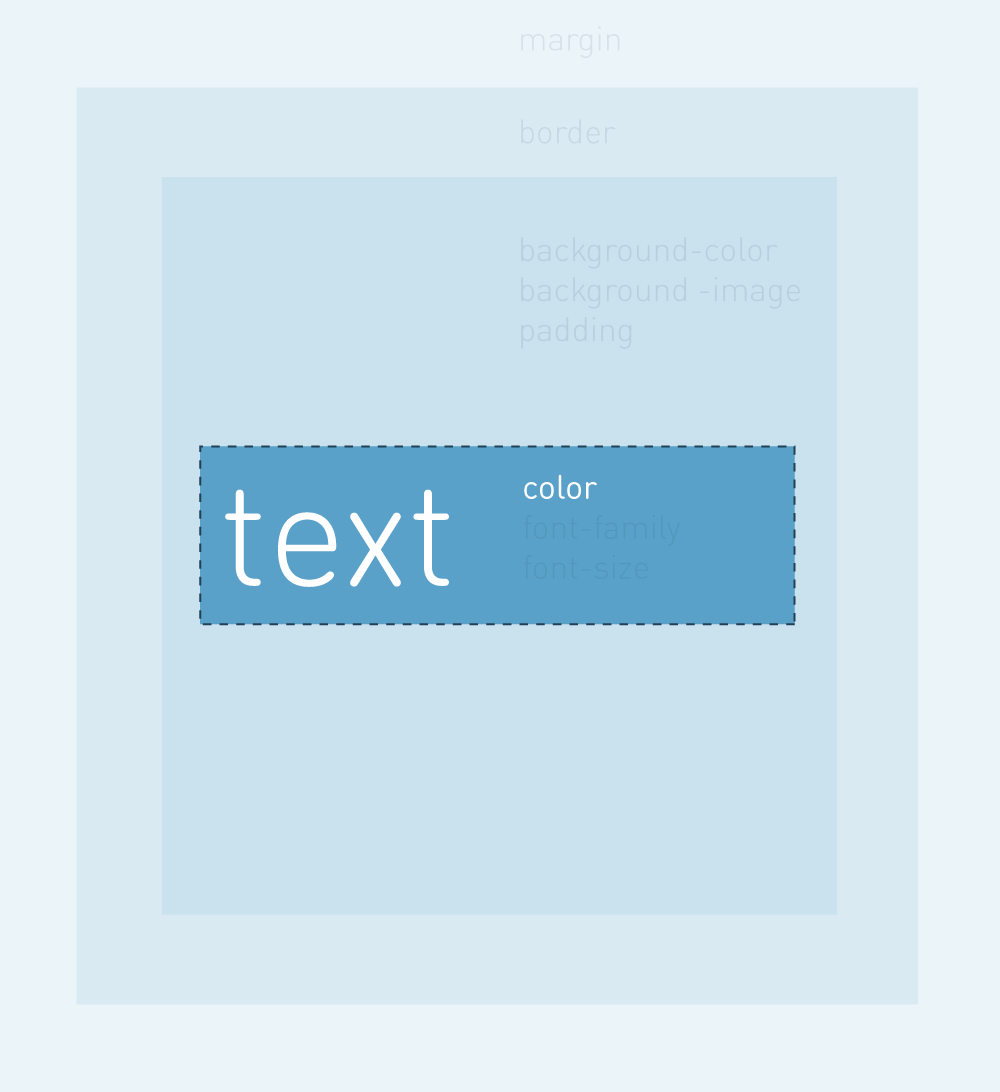 margin
border
background-color
background -image
padding
text
color
font-family
font-size